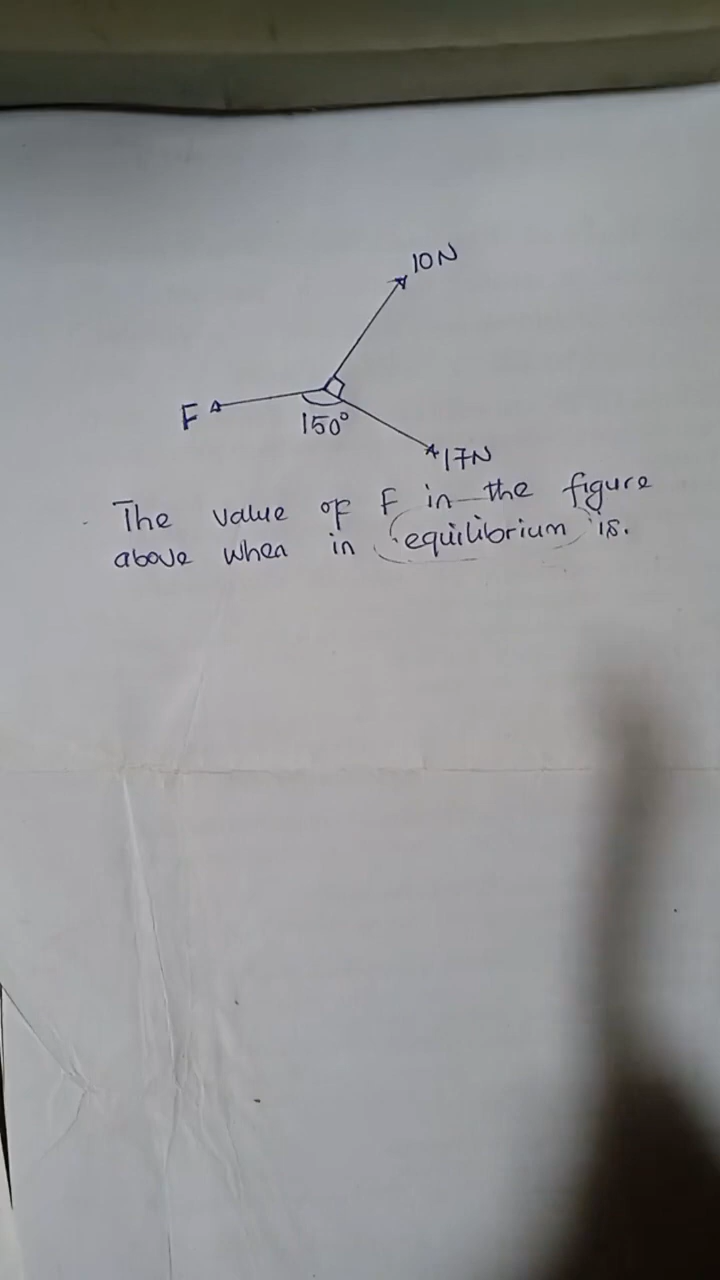 10N
F
150°
17N
The value of F in the figure
above when in equilibrium is.